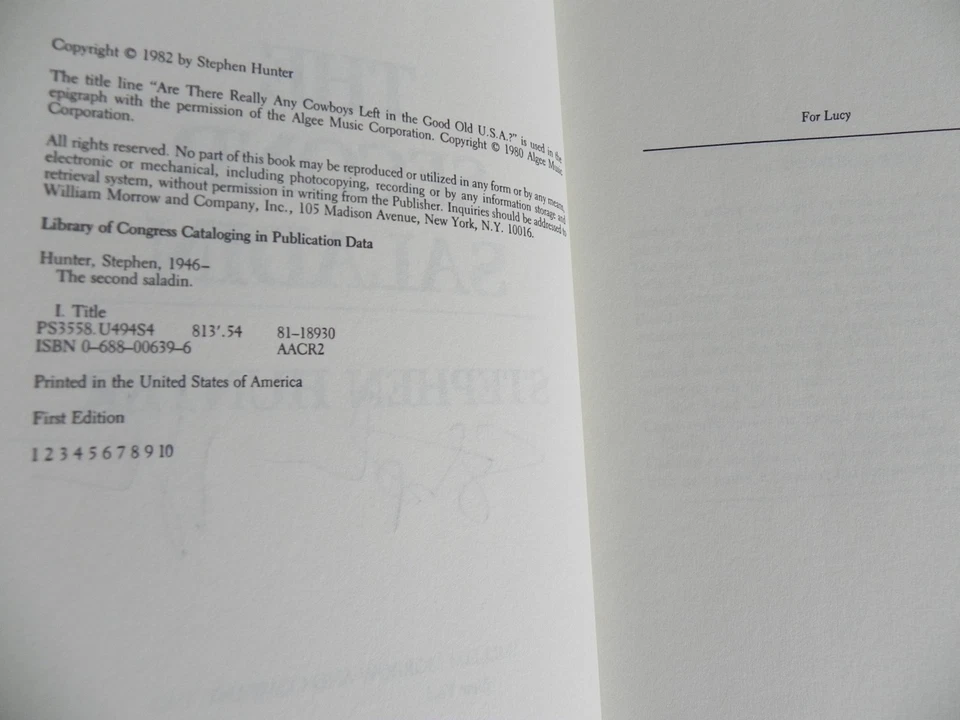 Copyright © 1982 by Stephen Hunter
The title line "Are There Really Any Cowboys Left in the Good Old U.S.A.?" is used in the
epigraph with the permission of the Algee Music Corporation. Copyright © 1980 Algee Music
Corporation.
All rights reserved. No part of this book may be reproduced or utilized in any form or by any means,
electronic or mechanical, including photocopying, recording or by any information storage and
retrieval system, without permission in writing from the Publisher. Inquiries should be addressed to
William Morrow and Company, Inc., 105 Madison Avenue, New York, N.Y. 10016.
Library of Congress Cataloging in Publication Data
Hunter, Stephen, 1946–
The second saladin.
I. Title
PS3558.U494S4 813'.54 81–18930
ISBN 0–688–00639–6 AACR2
Printed in the United States of America
First Edition
1 2 3 4 5 6 7 8 9 10
For Lucy
THE
SECOND
SALADIN
STEPHEN HUNTER